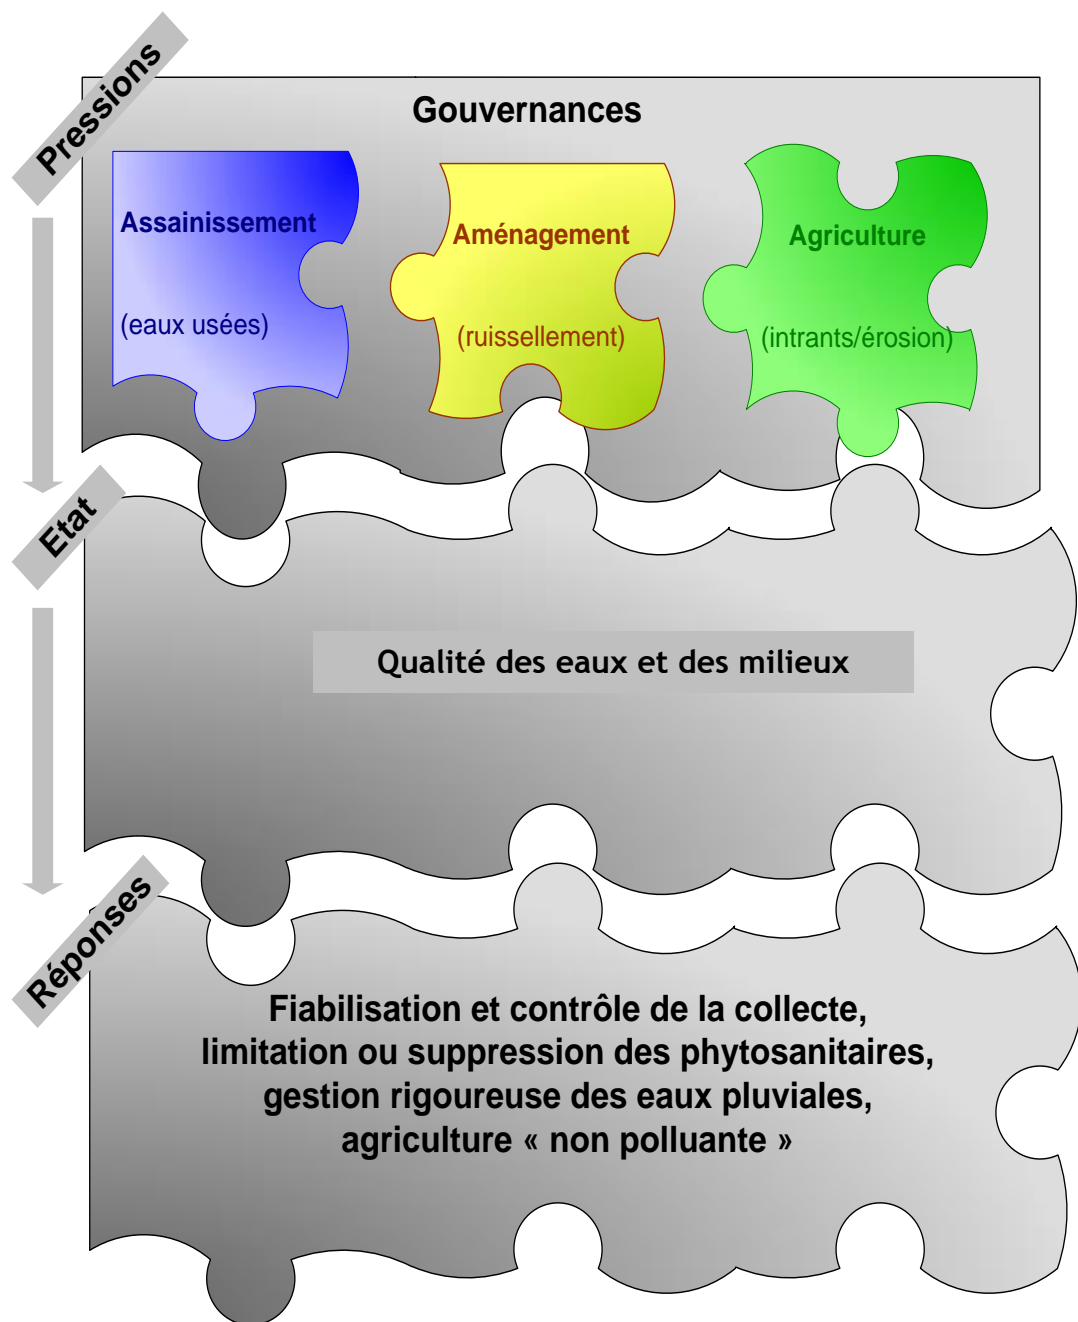 Pressions
Gouvernances
Assainissement
(eaux usées)
Aménagement
(ruissellement)
Agriculture
(intrants/érosion)
Etat
Qualité des eaux et des milieux
Réponses
Fiabilisation et contrôle de la collecte,
limitation ou suppression des phytosanitaires,
gestion rigoureuse des eaux pluviales,
agriculture « non polluante »